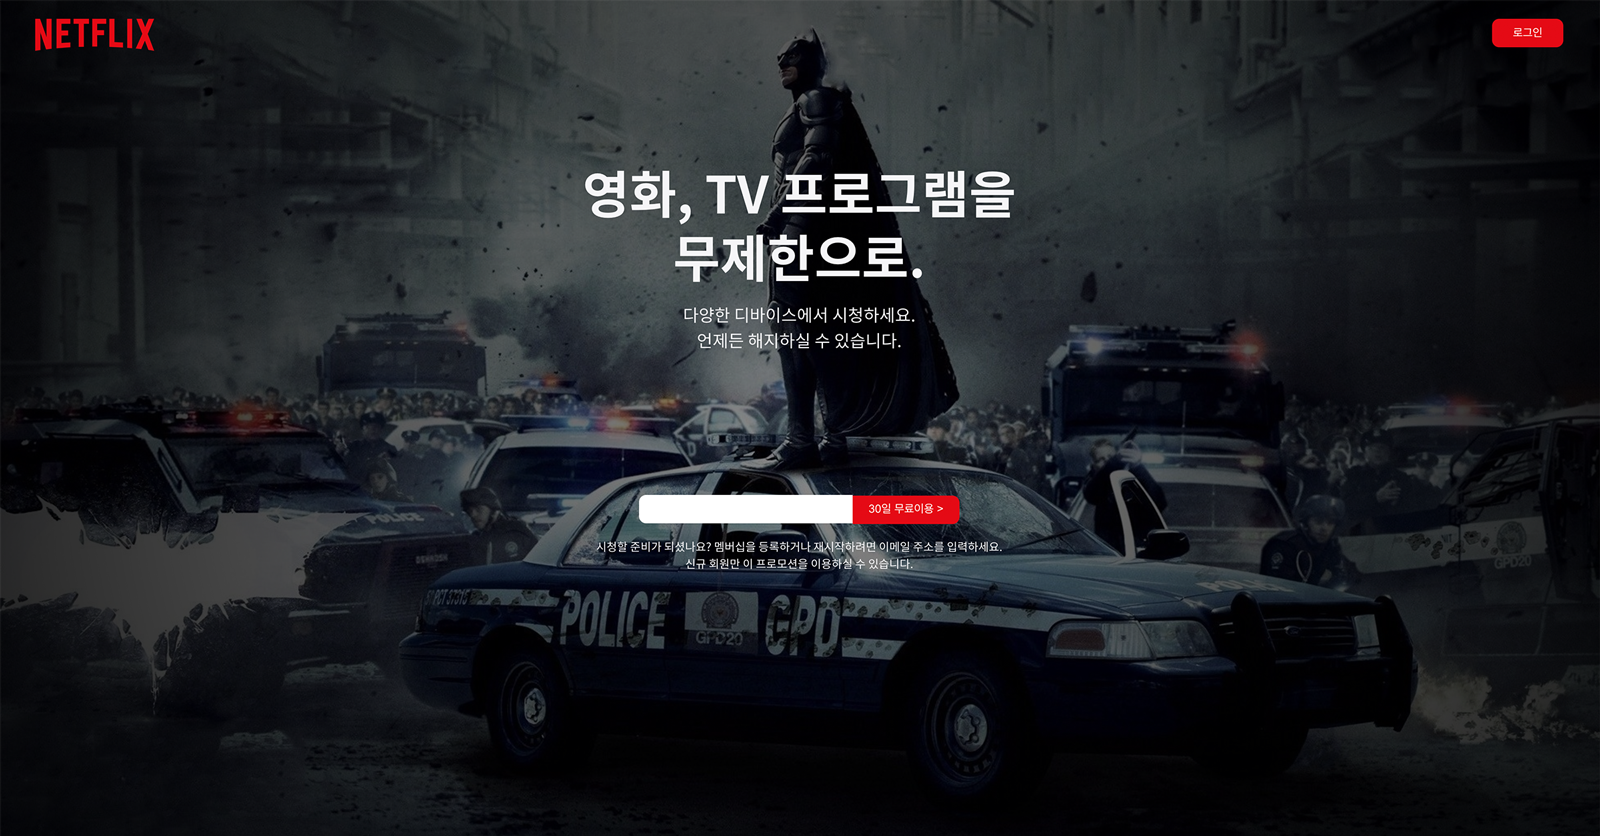 NETFLIX
로그인
영화, TV 프로그램을
무제한으로.
다양한 디바이스에서 시청하세요.
언제든 해지하실 수 있습니다.
30일 무료이용 >
시청할 준비가 되셨나요? 멤버십을 등록하거나 재시작하려면 이메일 주소를 입력하세요.
신규 회원만 이 프로모션을 이용하실 수 있습니다.
POLICE
POLICE GPD
GPD20
POLICE
GPD20